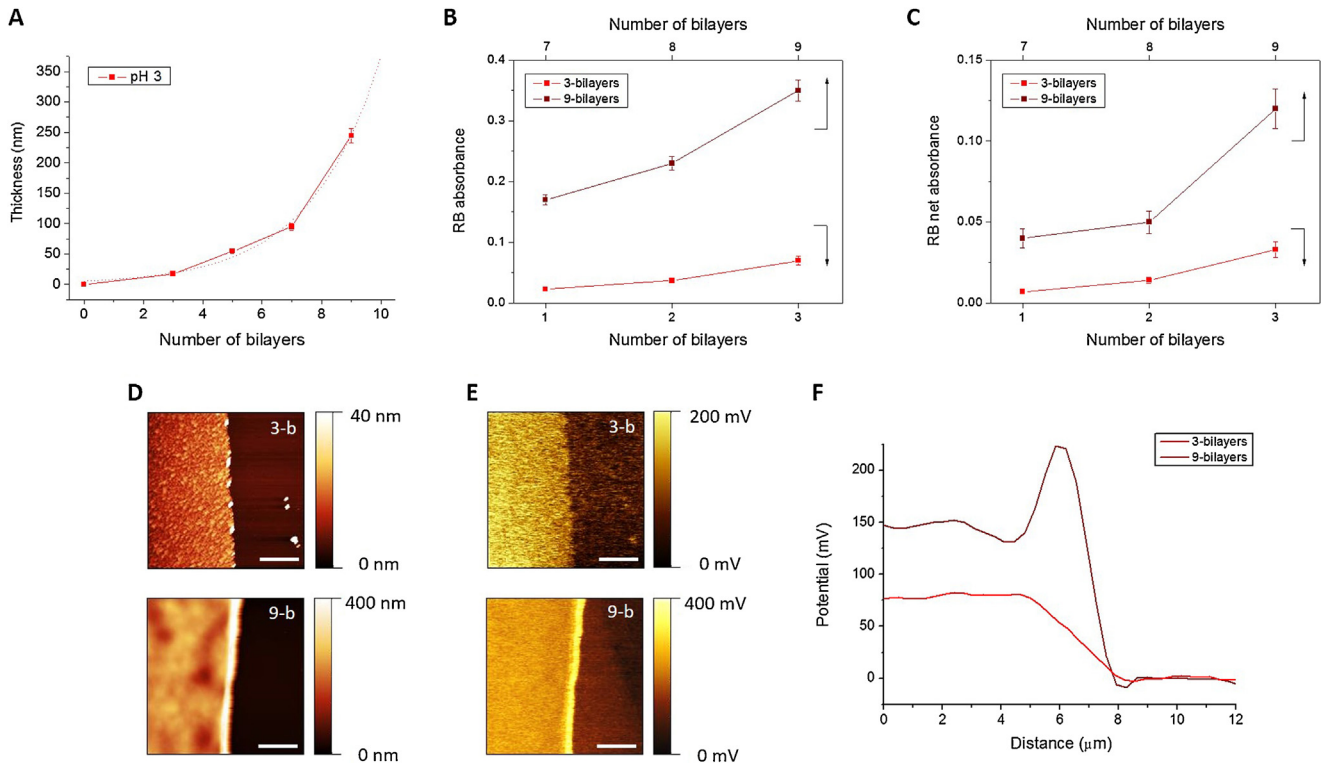 A
350
300
250
200
150
100
50
0
Thickness (nm)
pH 3
0 2 4 6 8 10
Number of bilayers
B
Number of bilayers
7 8 9
0.4
0.3
0.2
0.1
0.0
RB absorbance
3-bilayers
9-bilayers
1 2 3
Number of bilayers
C
Number of bilayers
7 8 9
0.15
0.10
0.05
0.00
RB net absorbance
3-bilayers
9-bilayers
1 2 3
Number of bilayers
D
3-b
40 nm
0 nm
9-b
400 nm
0 nm
E
3-b
200 mV
0 mV
9-b
400 mV
0 mV
F
3-bilayers
9-bilayers
200
150
100
50
0
Potential (mV)
0 2 4 6 8 10 12
Distance (µm)